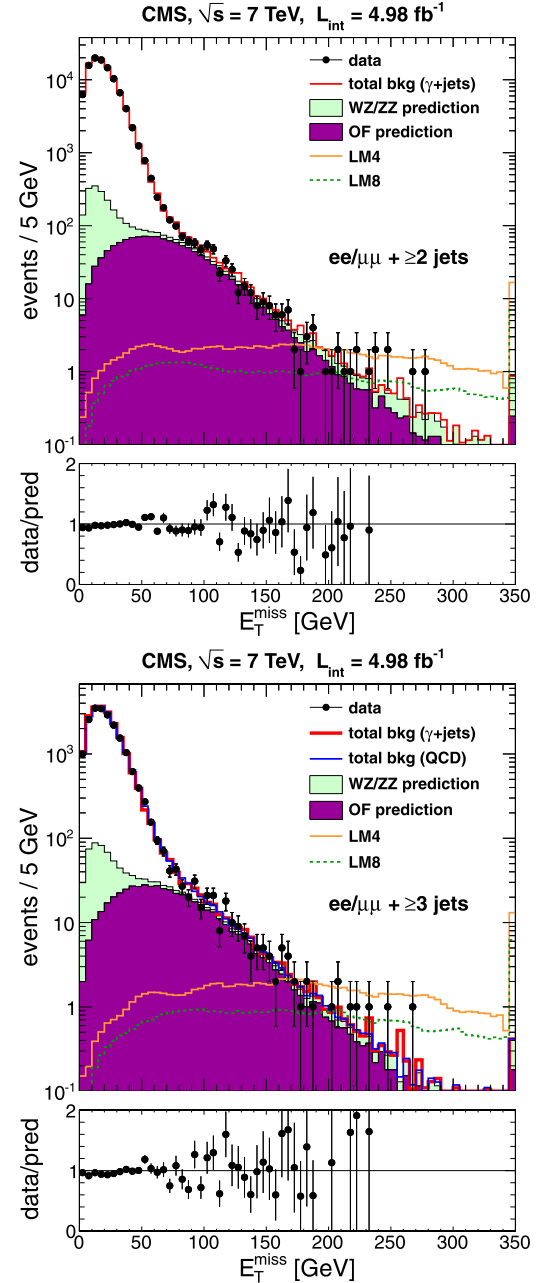 CMS, √s = 7 TeV, L_int = 4.98 fb⁻¹
10⁴
10³
10²
10
1
10⁻¹
events / 5 GeV
data
total bkg (γ+jets)
WZ/ZZ prediction
OF prediction
LM4
LM8
ee/μμ + ≥2 jets
2
1
0
data/pred
0 50 100 150 200 250 300 350
E_T^miss [GeV]
CMS, √s = 7 TeV, L_int = 4.98 fb⁻¹
10³
10²
10
1
10⁻¹
events / 5 GeV
data
total bkg (γ+jets)
total bkg (QCD)
WZ/ZZ prediction
OF prediction
LM4
LM8
ee/μμ + ≥3 jets
2
1
0
data/pred
0 50 100 150 200 250 300 350
E_T^miss [GeV]